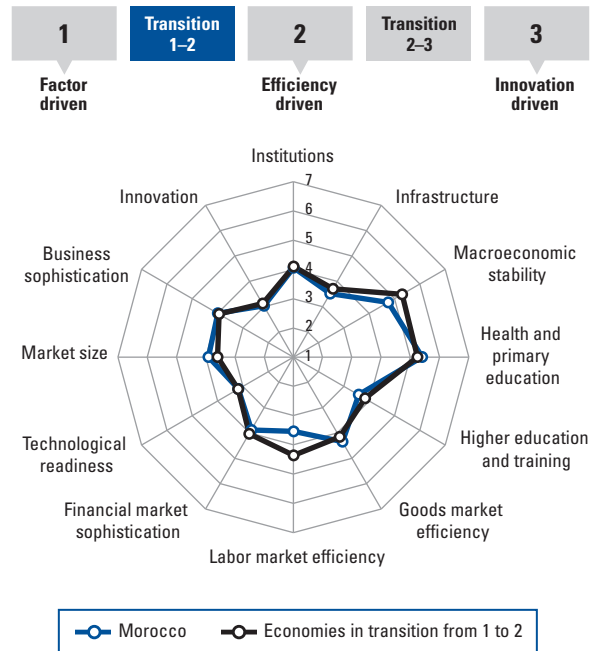 1
Transition
1–2
2
Transition
2–3
3
Factor
driven
Efficiency
driven
Innovation
driven
Institutions
Innovation
Infrastructure
Business
sophistication
Macroeconomic
stability
Market size
Health and
primary
education
Technological
readiness
Higher education
and training
Financial market
sophistication
Goods market
efficiency
Labor market efficiency
7
6
5
4
3
2
1
Morocco
Economies in transition from 1 to 2